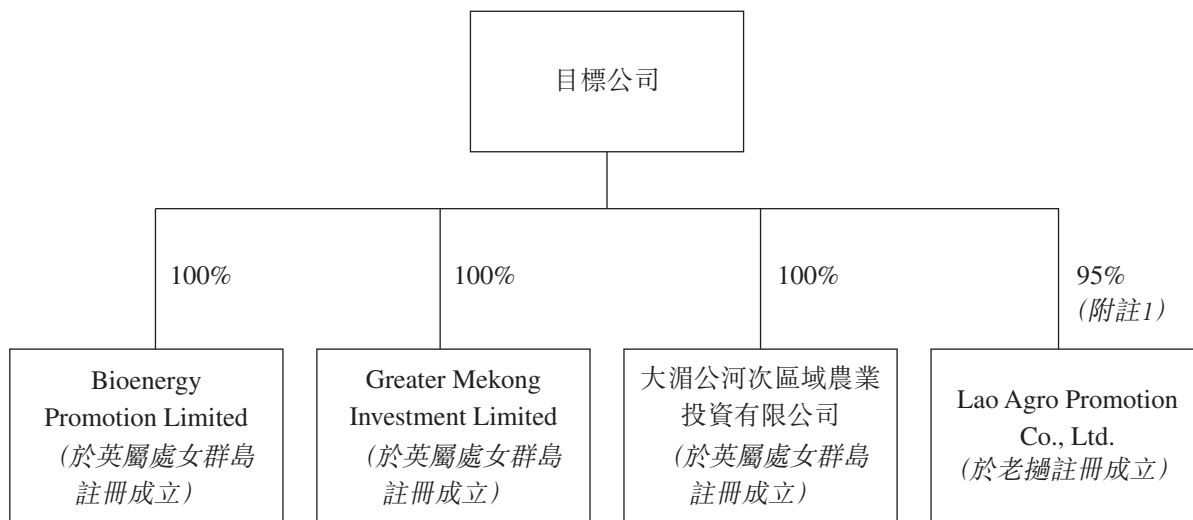 目標公司
100%
100%
100%
95%
(附註1)
Bioenergy
Promotion Limited
(於英屬處女群島
註冊成立)
Greater Mekong
Investment Limited
(於英屬處女群島
註冊成立)
大湄公河次區域農業
投資有限公司
(於英屬處女群島
註冊成立)
Lao Agro Promotion
Co., Ltd.
(於老撾註冊成立)